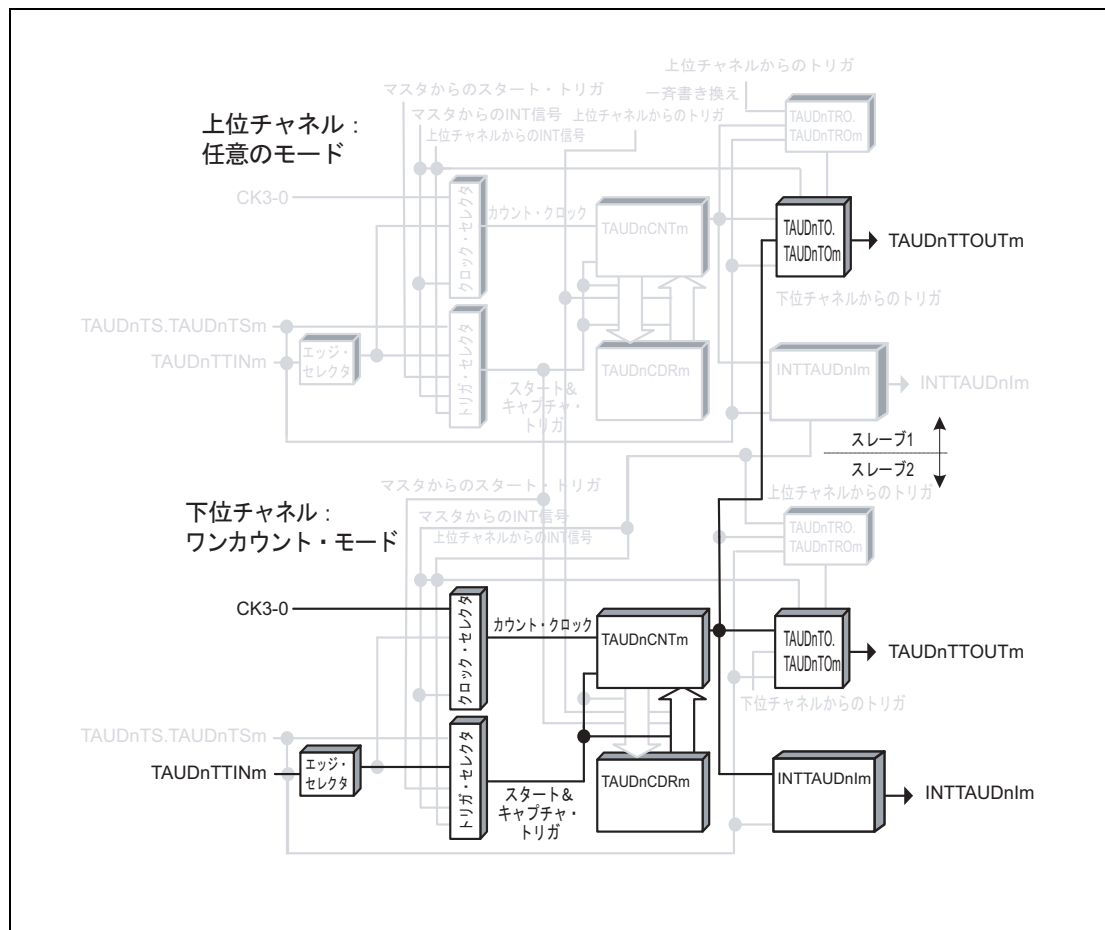 上位チャネルからのトリガ
一斉書き換え
マスタからのスタート・トリガ
マスタからのINT信号
上位チャネルからのトリガ
上位チャネルからのINT信号
上位チャネル：
任意のモード
TAUDnTRO.
TAUDnTROm
CK3-0
クロック・セレクタ
カウント・クロック
TAUDnCNTm
TAUDnTO.
TAUDnTOm
TAUDnTTOUTm
下位チャネルからのトリガ
TAUDnTS.TAUDnTSm
TAUDnTTINm
エッジ・
セレクタ
トリガ・セレクタ
スタート&
キャプチャ・
トリガ
TAUDnCDRm
INTTAUDnIm
INTTAUDnIm
スレーブ1
スレーブ2
マスタからのスタート・トリガ
マスタからのINT信号
上位チャネルからのINT信号
上位チャネルからのトリガ
下位チャネル：
ワンカウント・モード
TAUDnTRO.
TAUDnTROm
CK3-0
クロック・セレクタ
カウント・クロック
TAUDnCNTm
TAUDnTO.
TAUDnTOm
TAUDnTTOUTm
下位チャネルからのトリガ
TAUDnTS.TAUDnTSm
TAUDnTTINm
エッジ・
セレクタ
トリガ・セレクタ
スタート&
キャプチャ・
トリガ
TAUDnCDRm
INTTAUDnIm
INTTAUDnIm